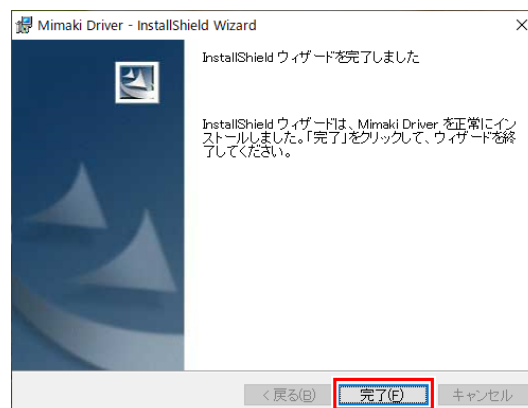 Mimaki Driver - InstallShield Wizard
InstallShield ウィザードを完了しました
InstallShield ウィザードは、Mimaki Driver を正常にイン
ストールしました。「完了」をクリックして、ウィザードを終
了してください。
< 戻る(B) 完了(F) キャンセル